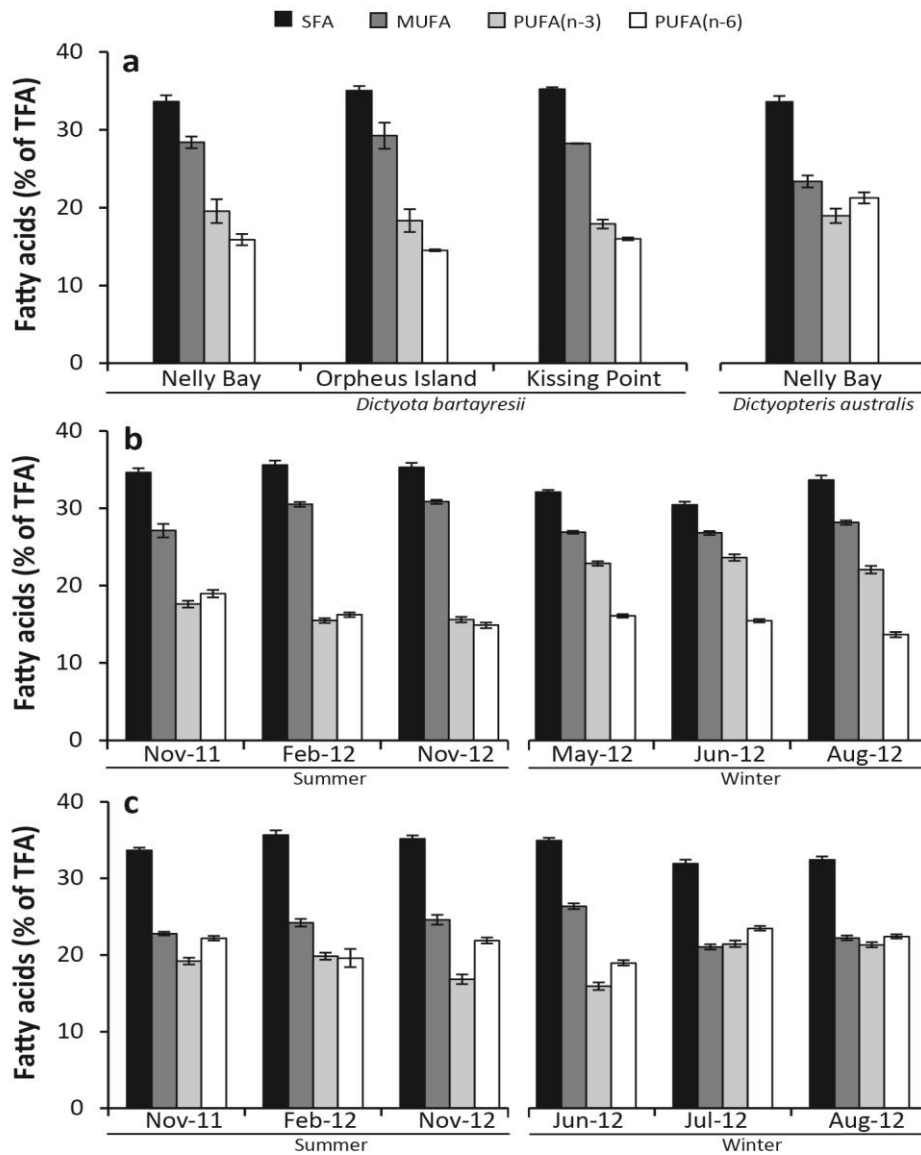 SFA MUFA PUFA(n-3) PUFA(n-6)
a
Fatty acids (% of TFA)
40
30
20
10
0
Nelly Bay Orpheus Island Kissing Point Nelly Bay
Dictyota bartayresii Dictyopteris australis
b
Fatty acids (% of TFA)
40
30
20
10
0
Nov-11 Feb-12 Nov-12 May-12 Jun-12 Aug-12
Summer Winter
c
Fatty acids (% of TFA)
40
30
20
10
0
Nov-11 Feb-12 Nov-12 Jun-12 Jul-12 Aug-12
Summer Winter